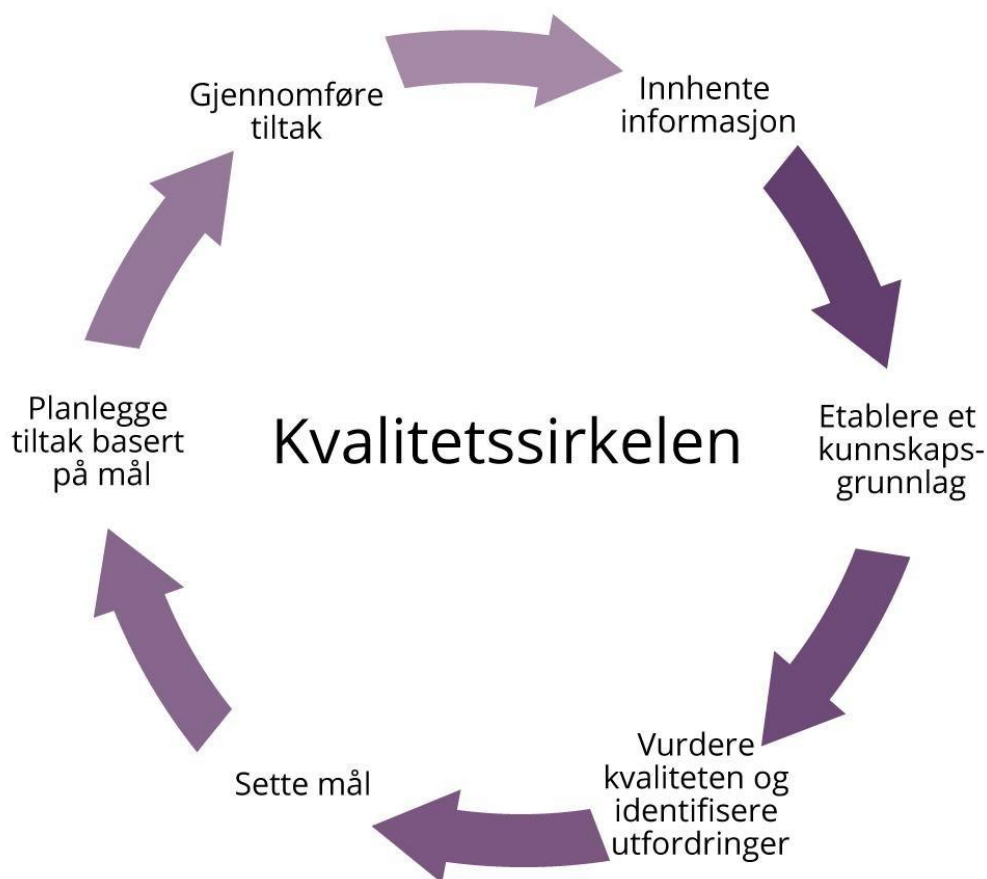 Kvalitetssirkelen
Innhente
informasjon
Etablere et
kunnskaps-
grunnlag
Vurdere
kvaliteten og
identifisere
utfordringer
Sette mål
Planlegge
tiltak basert
på mål
Gjennomføre
tiltak